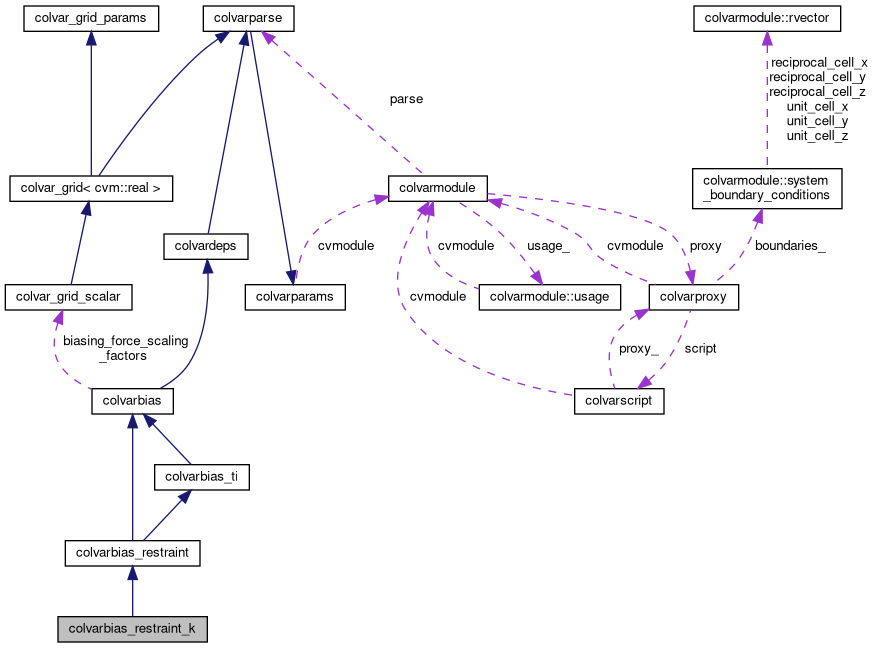 colvar_grid_params
colvarparse
colvarmodule::rvector
reciprocal_cell_x
reciprocal_cell_y
reciprocal_cell_z
unit_cell_x
unit_cell_y
unit_cell_z
parse
colvar_grid< cvm::real >
colvarmodule
colvarmodule::system
_boundary_conditions
colvardeps
cvmodule
cvmodule
usage_
cvmodule
proxy
boundaries_
colvar_grid_scalar
colvarparams
cvmodule
colvarmodule::usage
colvarproxy
biasing_force_scaling
_factors
proxy_
script
colvarbias
colvarscript
colvarbias_ti
colvarbias_restraint
colvarbias_restraint_k